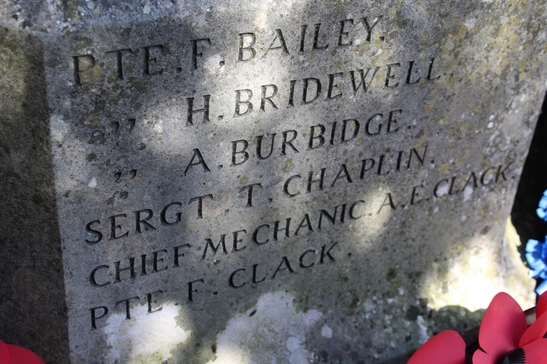 PTE. F. BAILEY.
" H. BRIDEWELL.
" A. BURBIDGE.
SERGT. T. CHAPLIN.
CHIEF MECHANIC. A.E. CLACK.
PTE. F. CLACK.